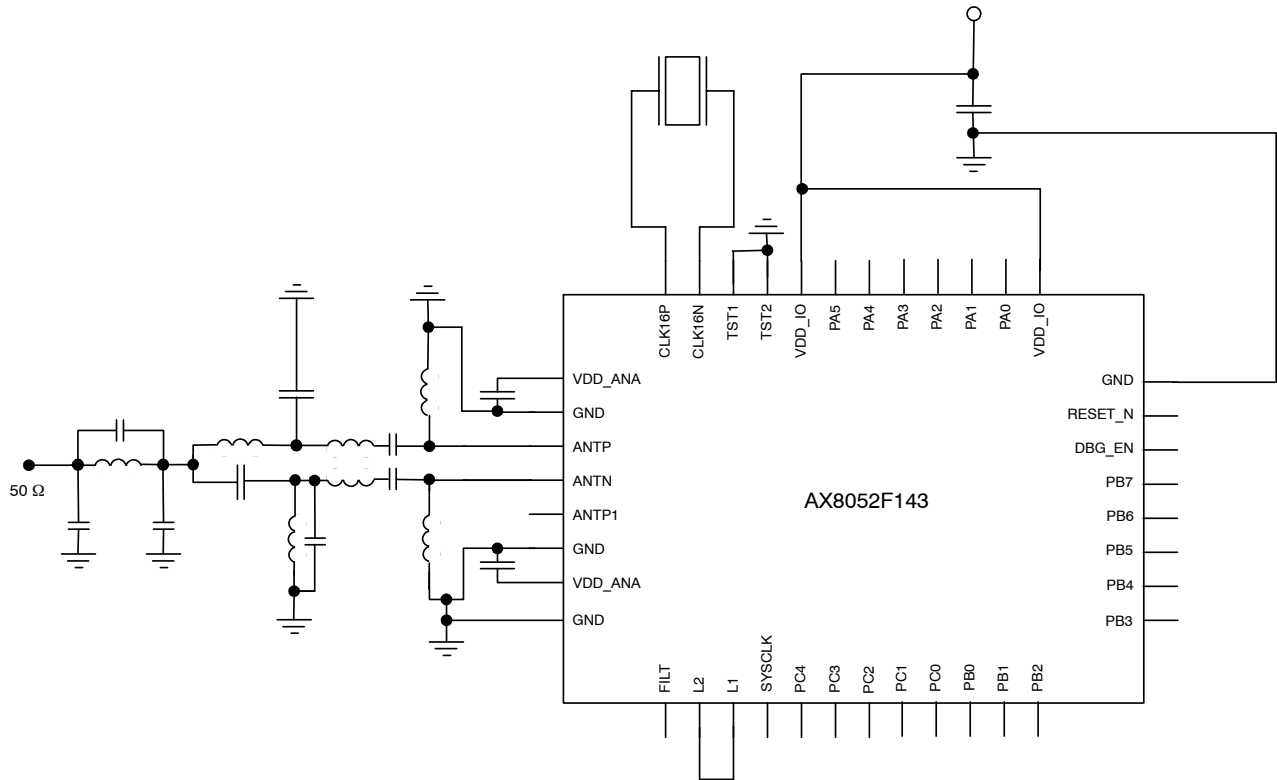 CLK16P
CLK16N
TST1
TST2
VDD_IO
PA5
PA4
PA3
PA2
PA1
PA0
VDD_IO
VDD_ANA
GND
ANTP
ANTN
ANTP1
GND
VDD_ANA
GND
50 Ω
AX8052F143
GND
RESET_N
DBG_EN
PB7
PB6
PB5
PB4
PB3
FILT
L2
L1
SYSCLK
PC4
PC3
PC2
PC1
PC0
PB0
PB1
PB2